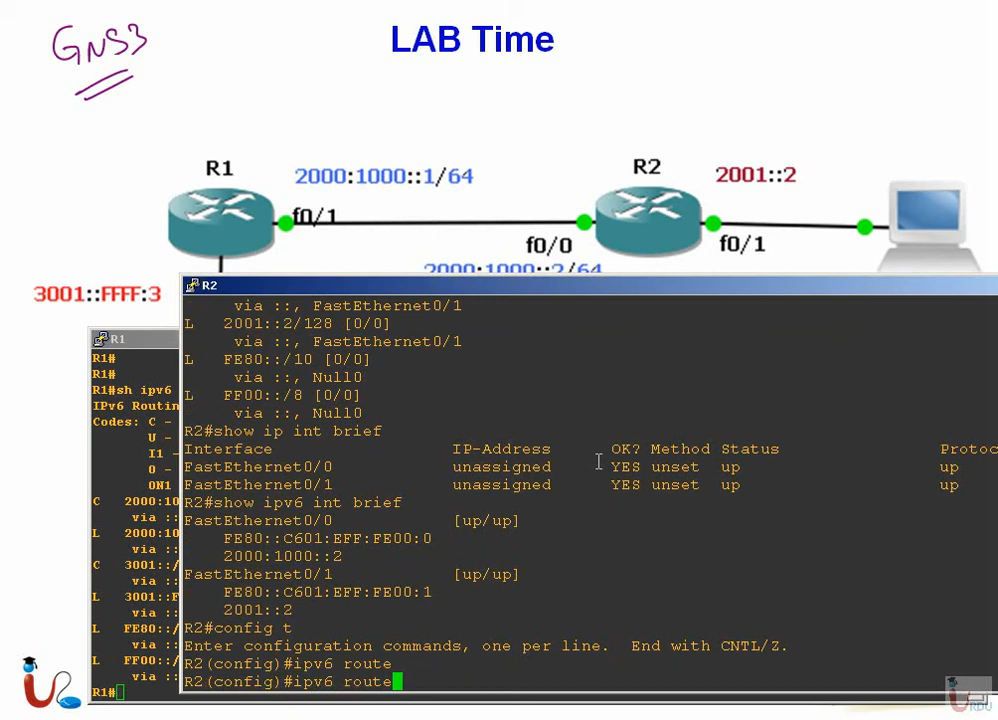 GNS3
LAB Time
R1
2000:1000::1/64
R2
2001::2
f0/1
f0/0
f0/1
2000:1000::2/64
3001::FFFF:3
R2
via ::, FastEthernet0/1
L 2001::2/128 [0/0]
via ::, FastEthernet0/1
L FE80::/10 [0/0]
via ::, Null0
L FF00::/8 [0/0]
via ::, Null0
R2#show ip int brief
Interface IP-Address OK? Method Status Protoc
FastEthernet0/0 unassigned YES unset up up
FastEthernet0/1 unassigned YES unset up up
R2#show ipv6 int brief
FastEthernet0/0 [up/up]
FE80::C601:EFF:FE00:0
2000:1000::2
FastEthernet0/1 [up/up]
FE80::C601:EFF:FE00:1
2001::2
R2#config t
Enter configuration commands, one per line. End with CNTL/Z.
R2(config)#ipv6 route
R2(config)#ipv6 route
R1
R1#
R1#
R1#sh ipv6
IPv6 Routin
Codes: C -
U -
I1 -
O -
ON1
C 2000:10
via ::
L 2000:10
via ::
C 3001::/
via ::
L 3001::F
via ::
L FE80::/
via ::
L FF00::/
via ::
R1#